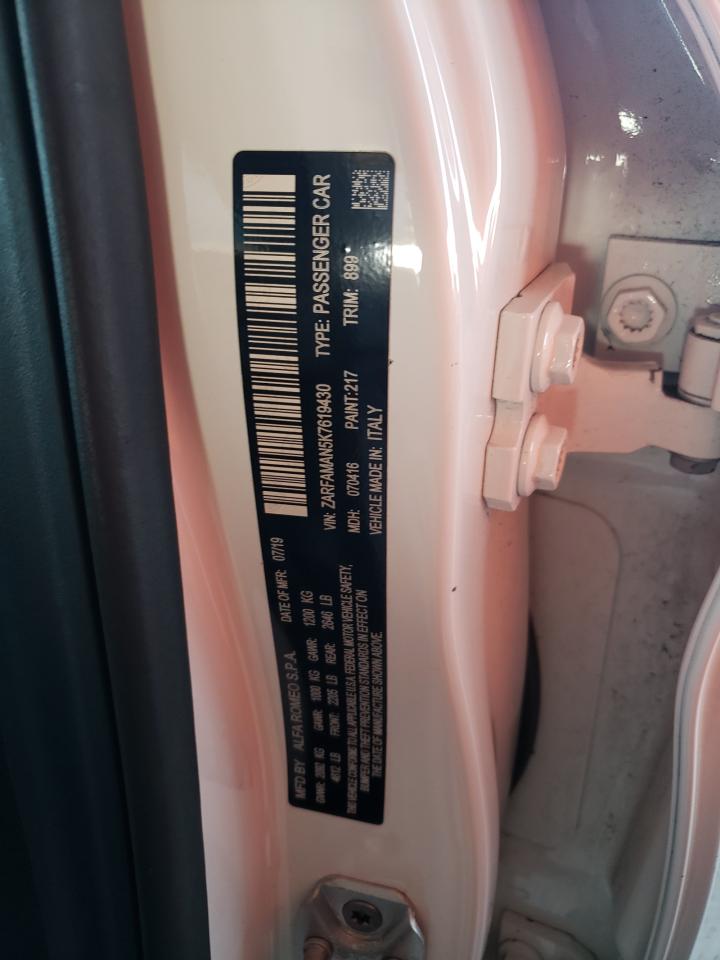 MFD BY ALFA ROMEO S.P.A. DATE OF MFR: 07/19
GVWR: 2092 KG GAWR: 1000 KG GAWR: 1200 KG
4612 LB FRONT: 2205 LB REAR: 2646 LB
THIS VEHICLE CONFORMS TO ALL APPLICABLE U.S.A. FEDERAL MOTOR VEHICLE SAFETY,
BUMPER AND THEFT PREVENTION STANDARDS IN EFFECT ON
THE DATE OF MANUFACTURE SHOWN ABOVE.
VIN: ZARFAMAN5K7619430 TYPE: PASSENGER CAR
MDH: 070416 PAINT:217 TRIM: 899*
VEHICLE MADE IN: ITALY